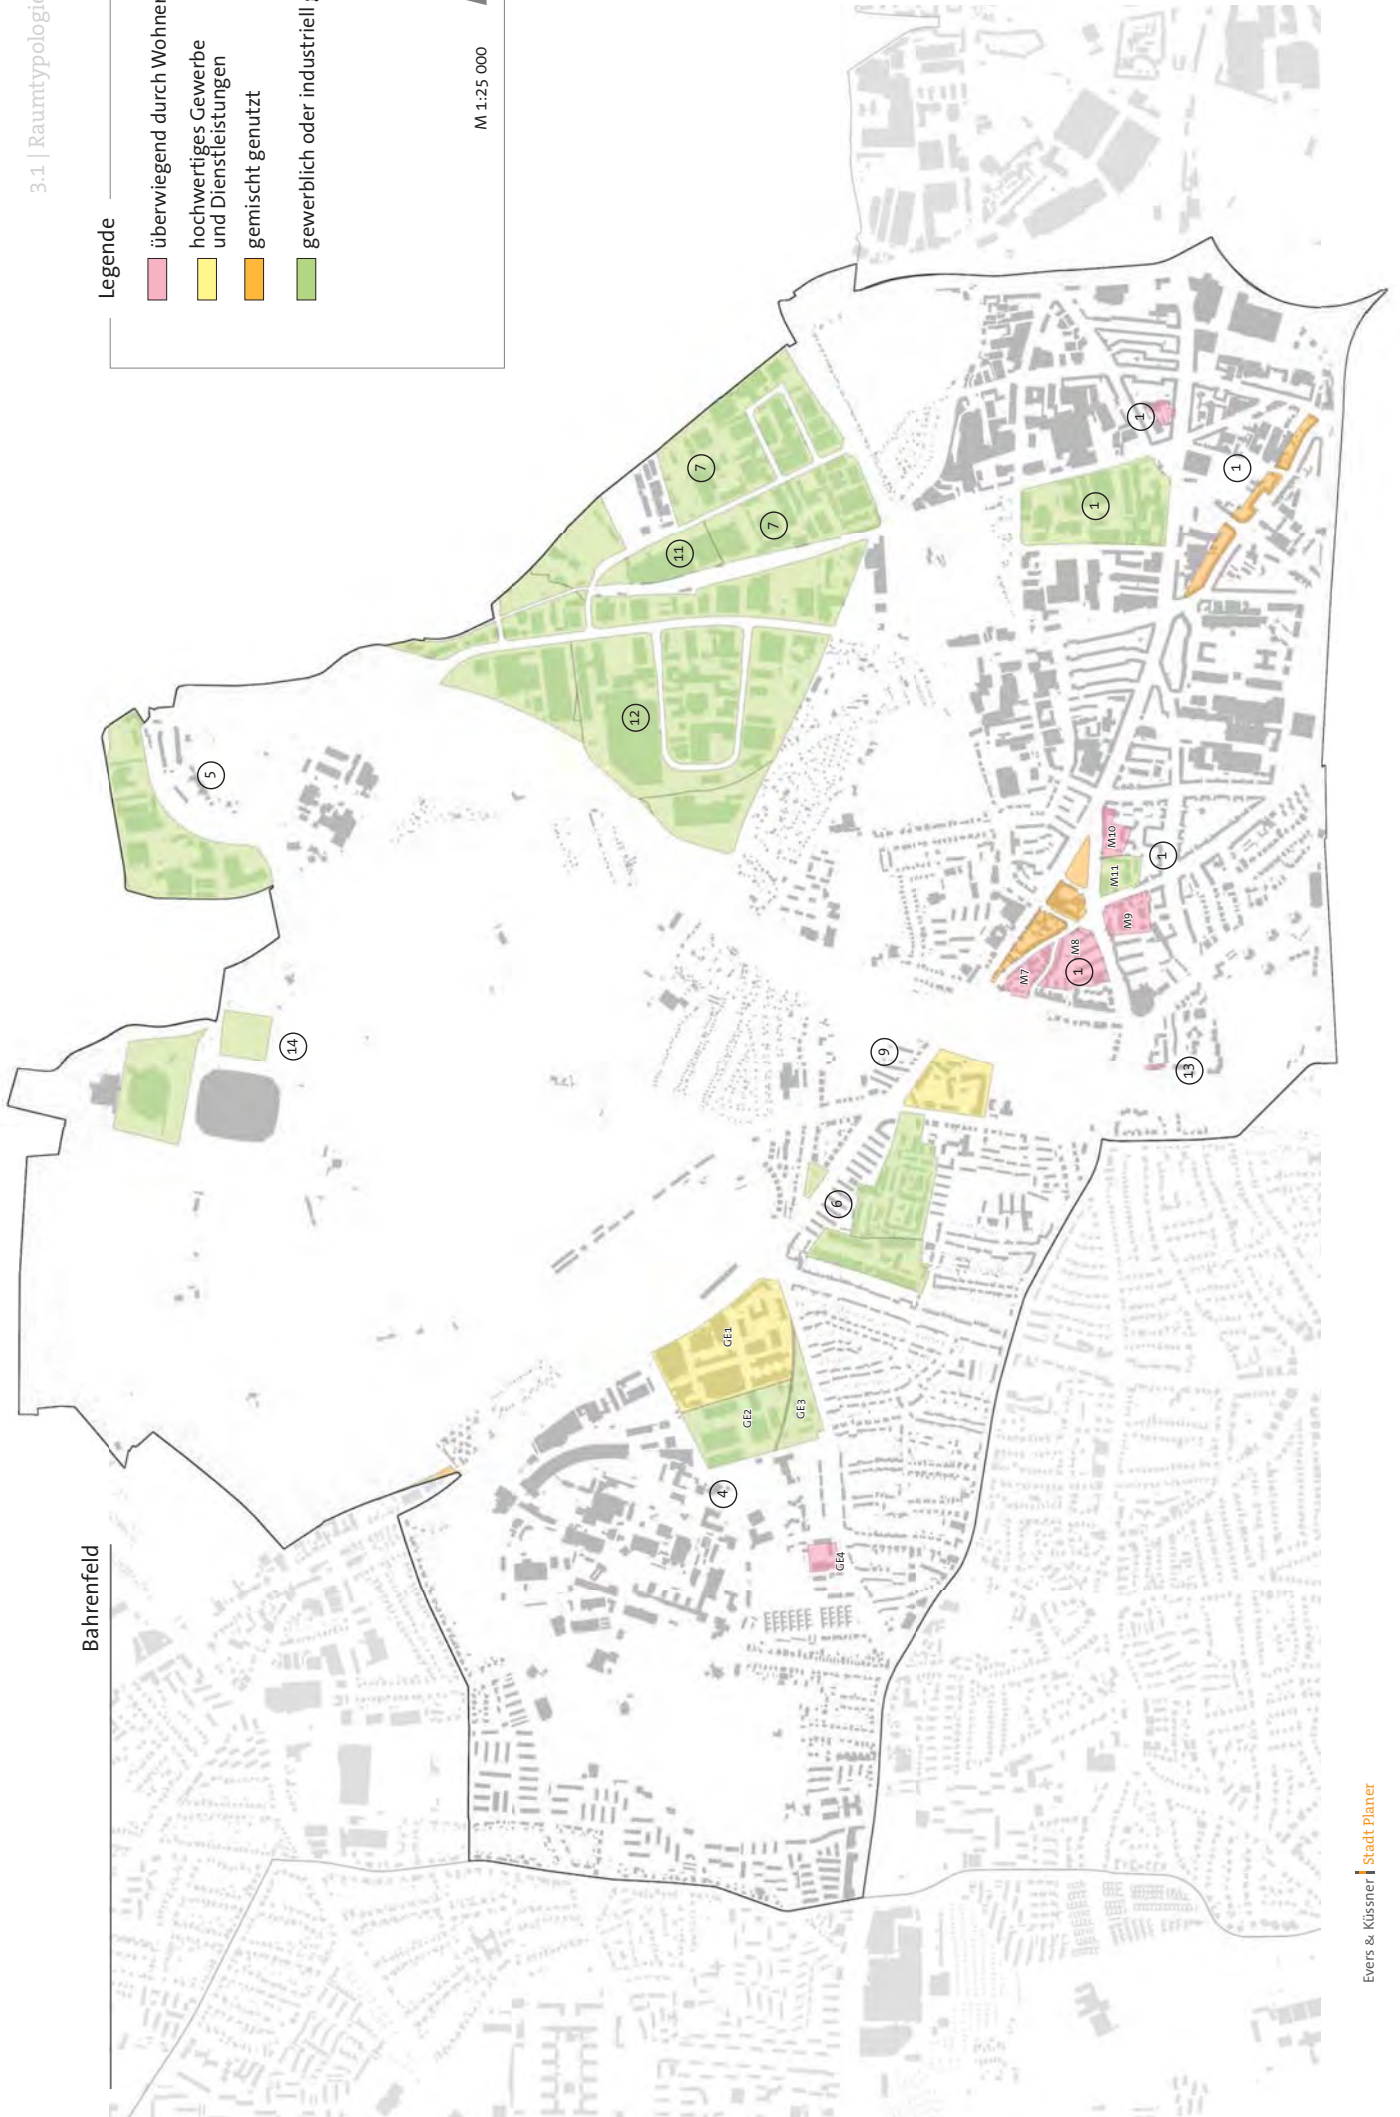 3.1 | Raumtypologie
Bahrenfeld
Legende
überwiegend durch Wohnen
hochwertiges Gewerbe
und Dienstleistungen
gemischt genutzt
gewerblich oder industriell
M 1:25 000
14
5
12
11
7
7
4
GE1
GE2
GE3
GE4
6
9
13
M7
M8
1
M9
M11
M10
1
1
1
1
Evers & Küssner | Stadt Planer